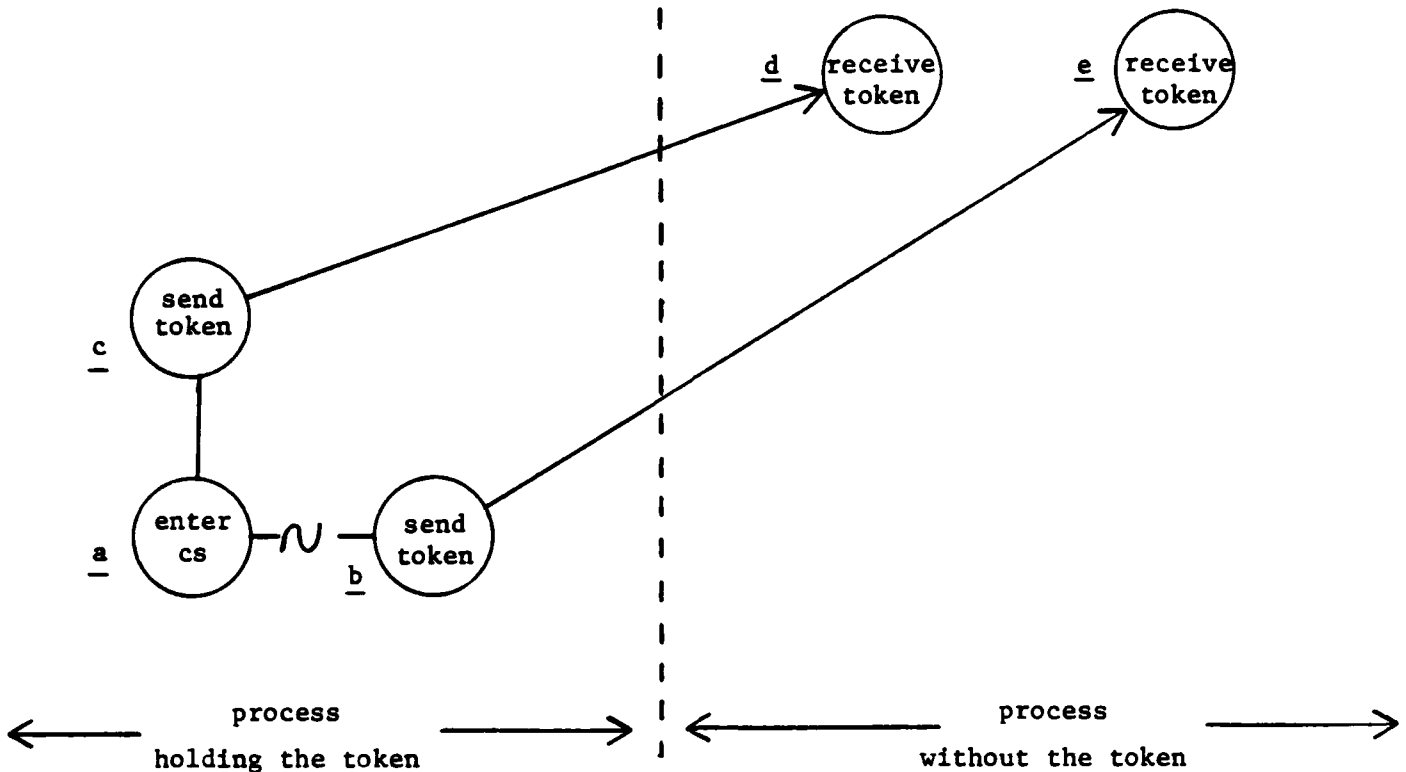 d
receive
token
e
receive
token
send
token
c
enter
cs
a
send
token
b
process
holding the token
process
without the token